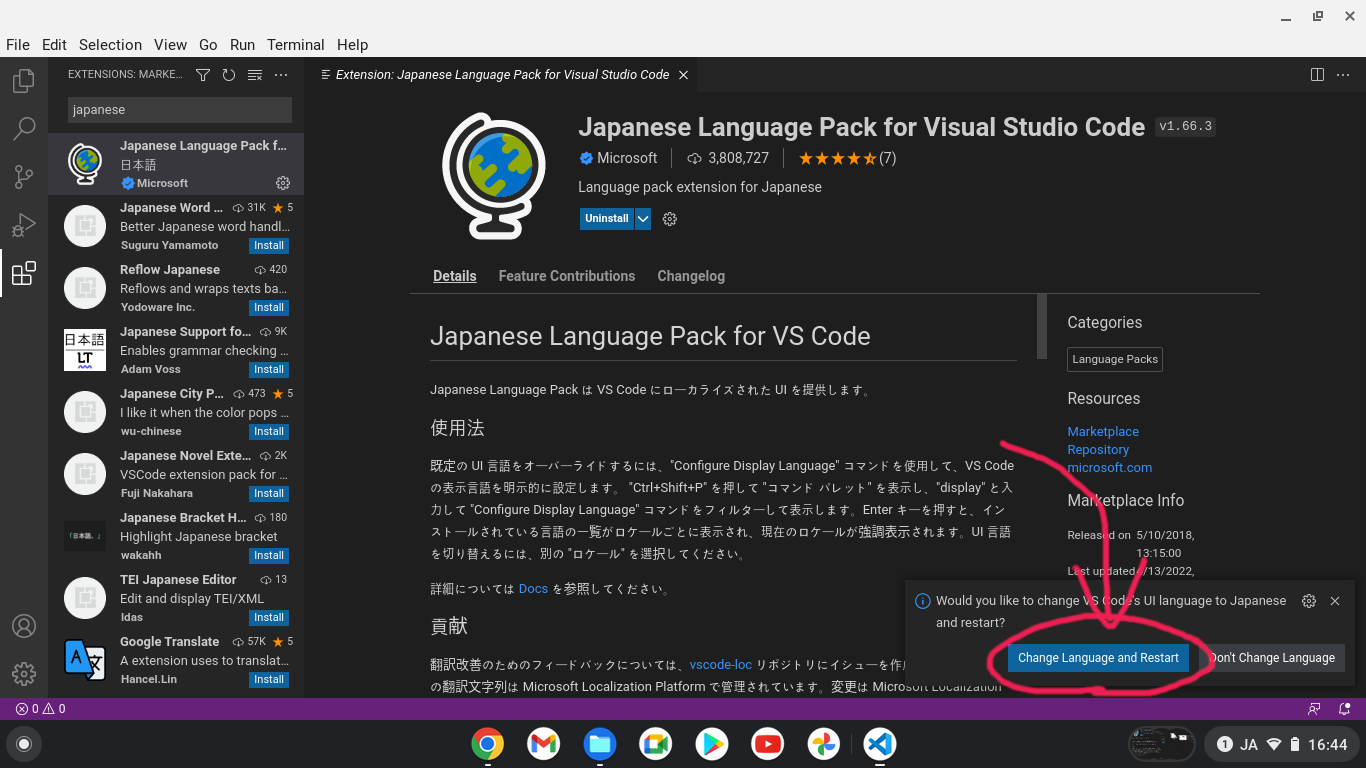 File Edit Selection View Go Run Terminal Help
EXTENSIONS: MARKE...
japanese
Japanese Language Pack f...
日本語
Microsoft
Japanese Word ... 31K 5
Better Japanese word handl...
Suguru Yamamoto Install
Reflow Japanese 420
Reflows and wraps texts ba...
Yodoware Inc. Install
日本語
LT
Japanese Support fo... 9K
Enables grammar checking ...
Adam Voss Install
Japanese City P... 473 5
I like it when the color pops ...
wu-chinese Install
Japanese Novel Exte... 2K
VSCode extension pack for ...
Fuji Nakahara Install
「日本語。」
Japanese Bracket H... 180
Highlight Japanese bracket
wakahh Install
TEI Japanese Editor 13
Edit and display TEI/XML
ldas Install
Google Translate 57K 5
A extension uses to translat...
Hancel.Lin Install
Extension: Japanese Language Pack for Visual Studio Code
Japanese Language Pack for Visual Studio Code v1.66.3
Microsoft 3,808,727 (7)
Language pack extension for Japanese
Uninstall
Details Feature Contributions Changelog
Japanese Language Pack for VS Code
Japanese Language Pack は VS Code にローカライズされた UI を提供します。
使用法
既定の UI 言語をオーバーライドするには、"Configure Display Language" コマンドを使用して、VS Code
の表示言語を明示的に設定します。 "Ctrl+Shift+P" を押して "コマンド パレット" を表示し、"display" と入
力して "Configure Display Language" コマンドをフィルターして表示します。Enter キーを押すと、イン
ストールされている言語の一覧がロケールごとに表示され、現在のロケールが強調表示されます。UI 言語
を切り替えるには、別の "ロケール" を選択してください。
詳細については Docs を参照してください。
貢献
翻訳改善のためのフィードバックについては、vscode-loc リポジトリにイシューを作
の翻訳文字列は Microsoft Localization Platform で管理されています。変更は Microsoft Localization
Categories
Language Packs
Resources
Marketplace
Repository
microsoft.com
Marketplace Info
Released on 5/10/2018,
13:15:00
Last updated 4/13/2022,
Would you like to change VS Code's UI language to Japanese
and restart?
Change Language and Restart Don't Change Language
0 0
1 JA 16:44